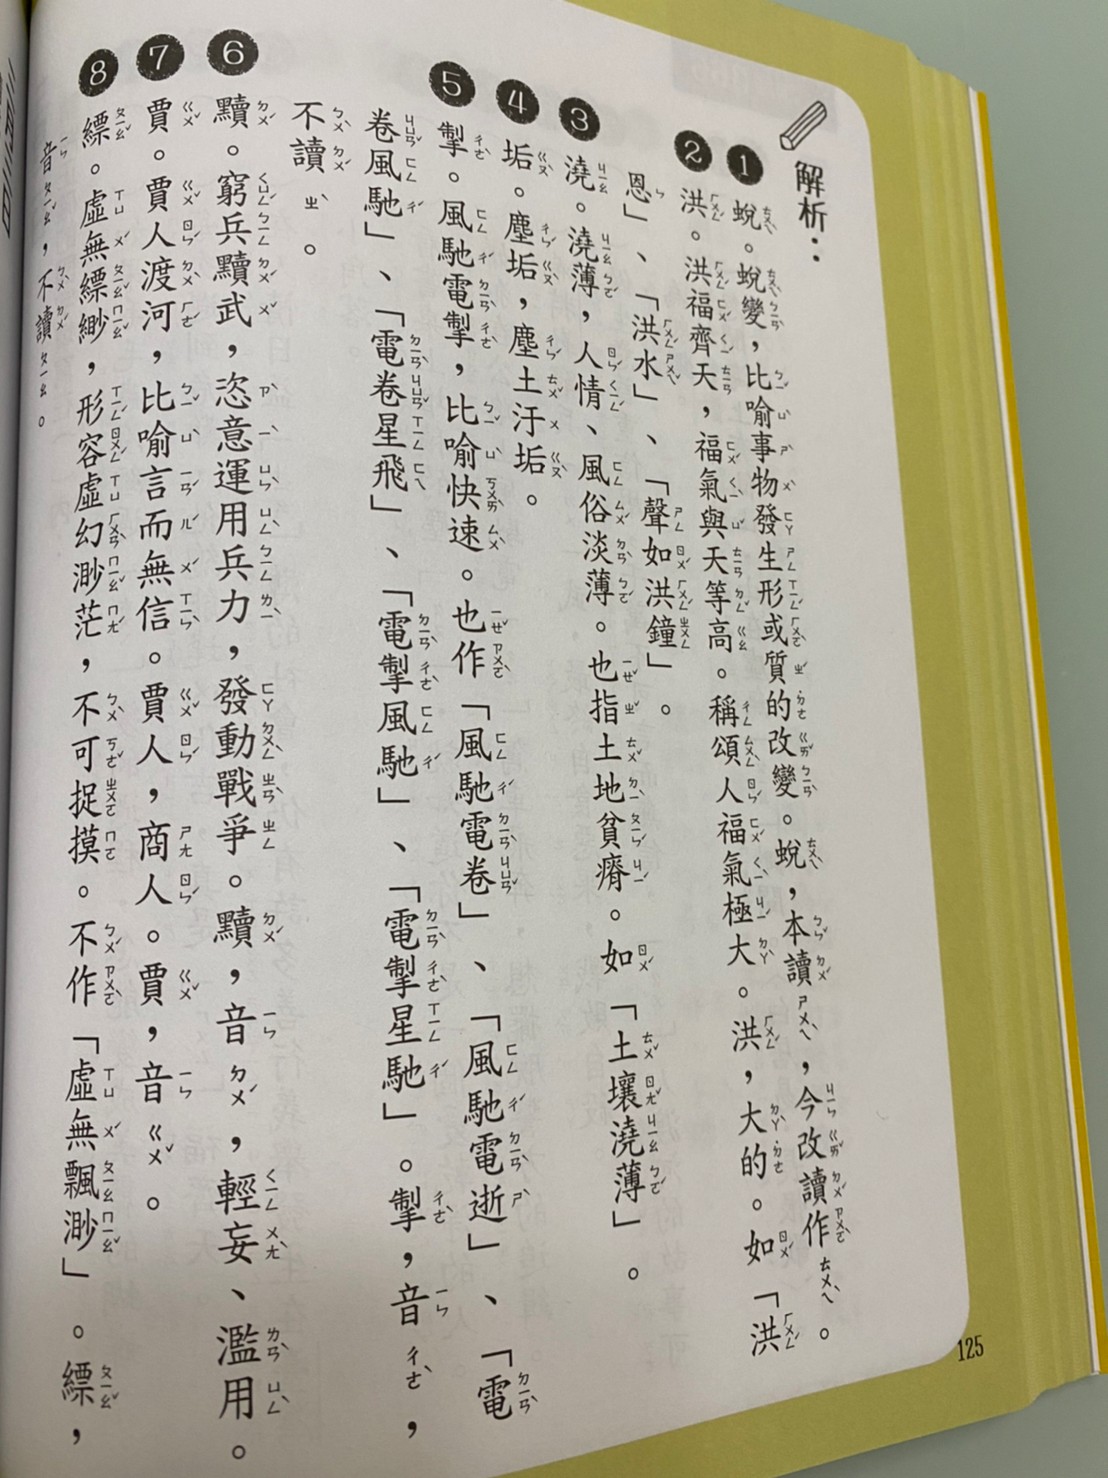 解析：
1 蛻。蛻變，比喻事物發生形或質的改變。蛻，本讀ㄕㄨㄟˋ，今改讀作ㄊㄨㄟˋ。
2 洪。洪福齊天，福氣與天等高。稱頌人福氣極大。洪，大的。如「洪
恩」、「洪水」、「聲如洪鐘」。
3 澆。澆薄，人情、風俗淡薄。也指土地貧瘠。如「土壤澆薄」。
4 垢。塵垢，塵土汙垢。
5 掣。風馳電掣，比喻快速。也作「風馳電卷」、「風馳電逝」、「電
卷風馳」、「電卷星飛」、「電掣風馳」、「電掣星馳」。掣，音ㄔㄜˋ，
不讀ㄓˋ。
6 黷。窮兵黷武，恣意運用兵力，發動戰爭。黷，音ㄉㄨˊ，輕妄、濫用。
7 賈。賈人渡河，比喻言而無信。賈人，商人。賈，音ㄍㄨˇ。
8 縹。虛無縹緲，形容虛幻渺茫，不可捉摸。不作「虛無飄渺」。縹，
音ㄆㄧㄠˇ，不讀ㄆㄧㄠ。
125